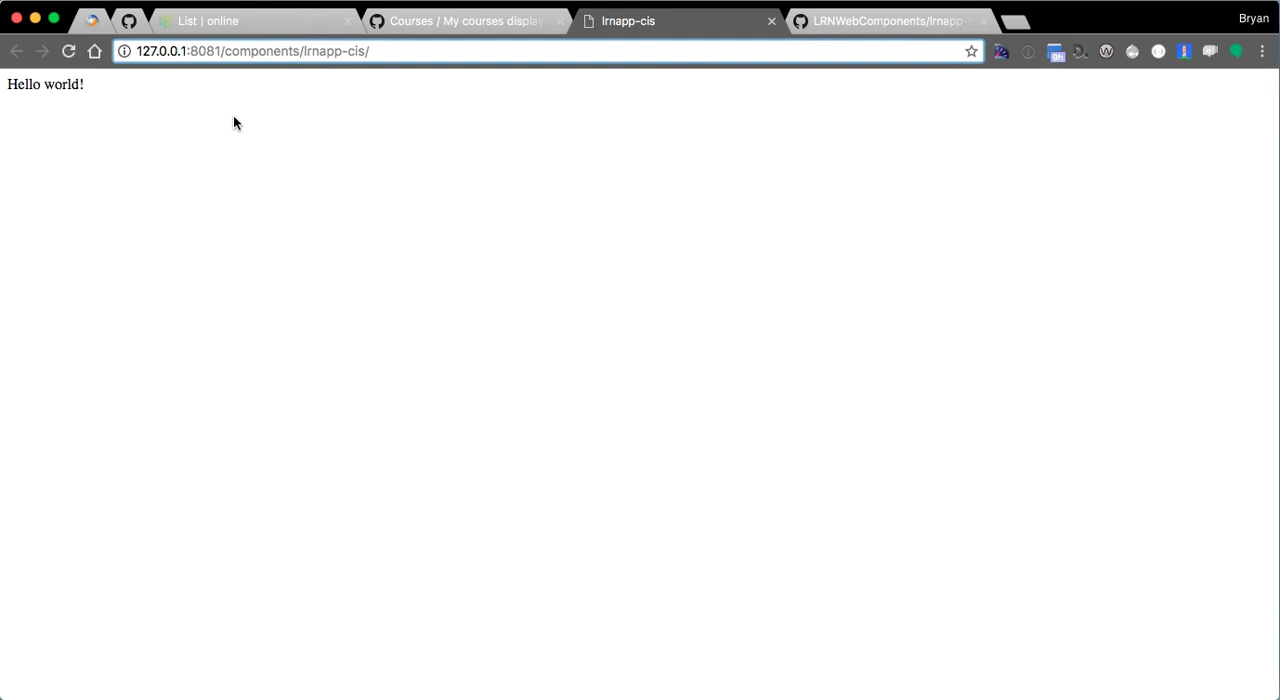 List | online
Courses / My courses display
lrnapp-cis
LRNWebComponents/lrnapp-c
Bryan
127.0.0.1:8081/components/lrnapp-cis/
9h
Hello world!